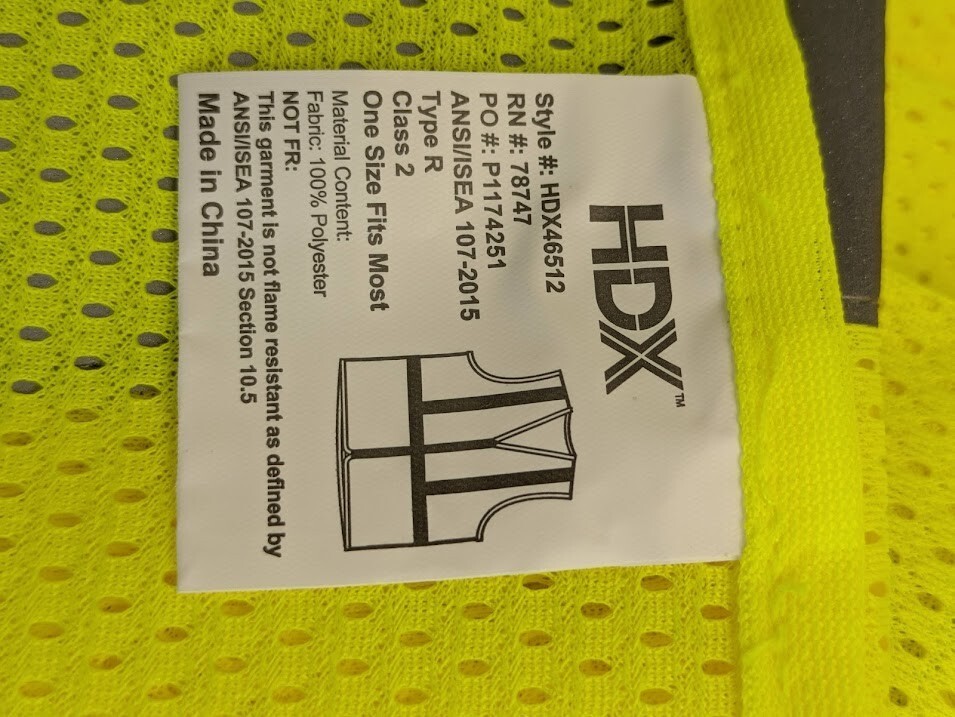 HDX™
Style #: HDX46512
RN #: 78747
PO #: P1174251
ANSI/ISEA 107-2015
Type R
Class 2
One Size Fits Most
Material Content:
Fabric: 100% Polyester
NOT FR:
This garment is not flame resistant as defined by
ANSI/ISEA 107-2015 Section 10.5
Made in China